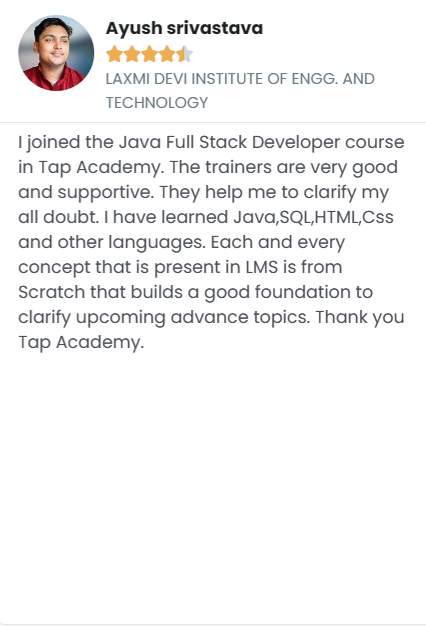 Ayush srivastava
LAXMI DEVI INSTITUTE OF ENGG. AND
TECHNOLOGY
I joined the Java Full Stack Developer course
in Tap Academy. The trainers are very good
and supportive. They help me to clarify my
all doubt. I have learned Java,SQL,HTML,Css
and other languages. Each and every
concept that is present in LMS is from
Scratch that builds a good foundation to
clarify upcoming advance topics. Thank you
Tap Academy.